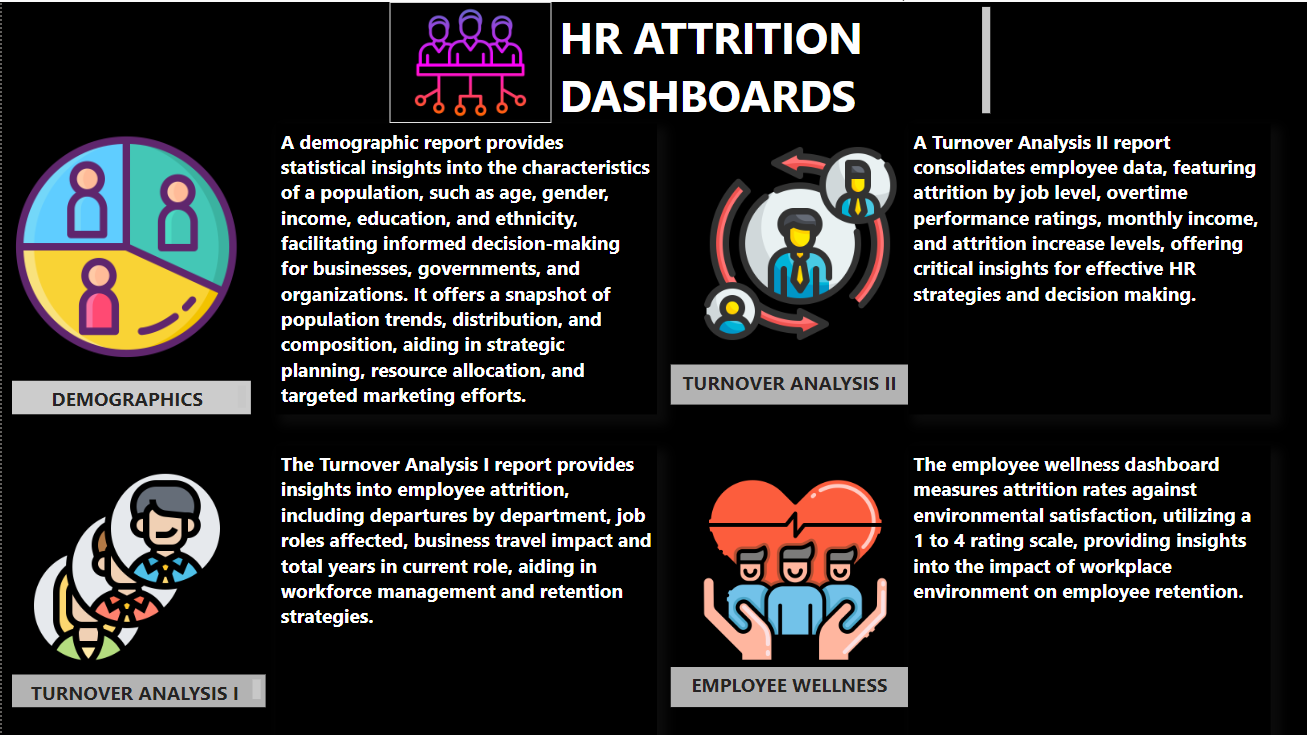 HR ATTRITION
DASHBOARDS
A demographic report provides
statistical insights into the characteristics
of a population, such as age, gender,
income, education, and ethnicity,
facilitating informed decision-making
for businesses, governments, and
organizations. It offers a snapshot of
population trends, distribution, and
composition, aiding in strategic
planning, resource allocation, and
targeted marketing efforts.
DEMOGRAPHICS
A Turnover Analysis II report
consolidates employee data, featuring
attrition by job level, overtime
performance ratings, monthly income,
and attrition increase levels, offering
critical insights for effective HR
strategies and decision making.
TURNOVER ANALYSIS II
The Turnover Analysis I report provides
insights into employee attrition,
including departures by department, job
roles affected, business travel impact and
total years in current role, aiding in
workforce management and retention
strategies.
TURNOVER ANALYSIS I
The employee wellness dashboard
measures attrition rates against
environmental satisfaction, utilizing a
1 to 4 rating scale, providing insights
into the impact of workplace
environment on employee retention.
EMPLOYEE WELLNESS